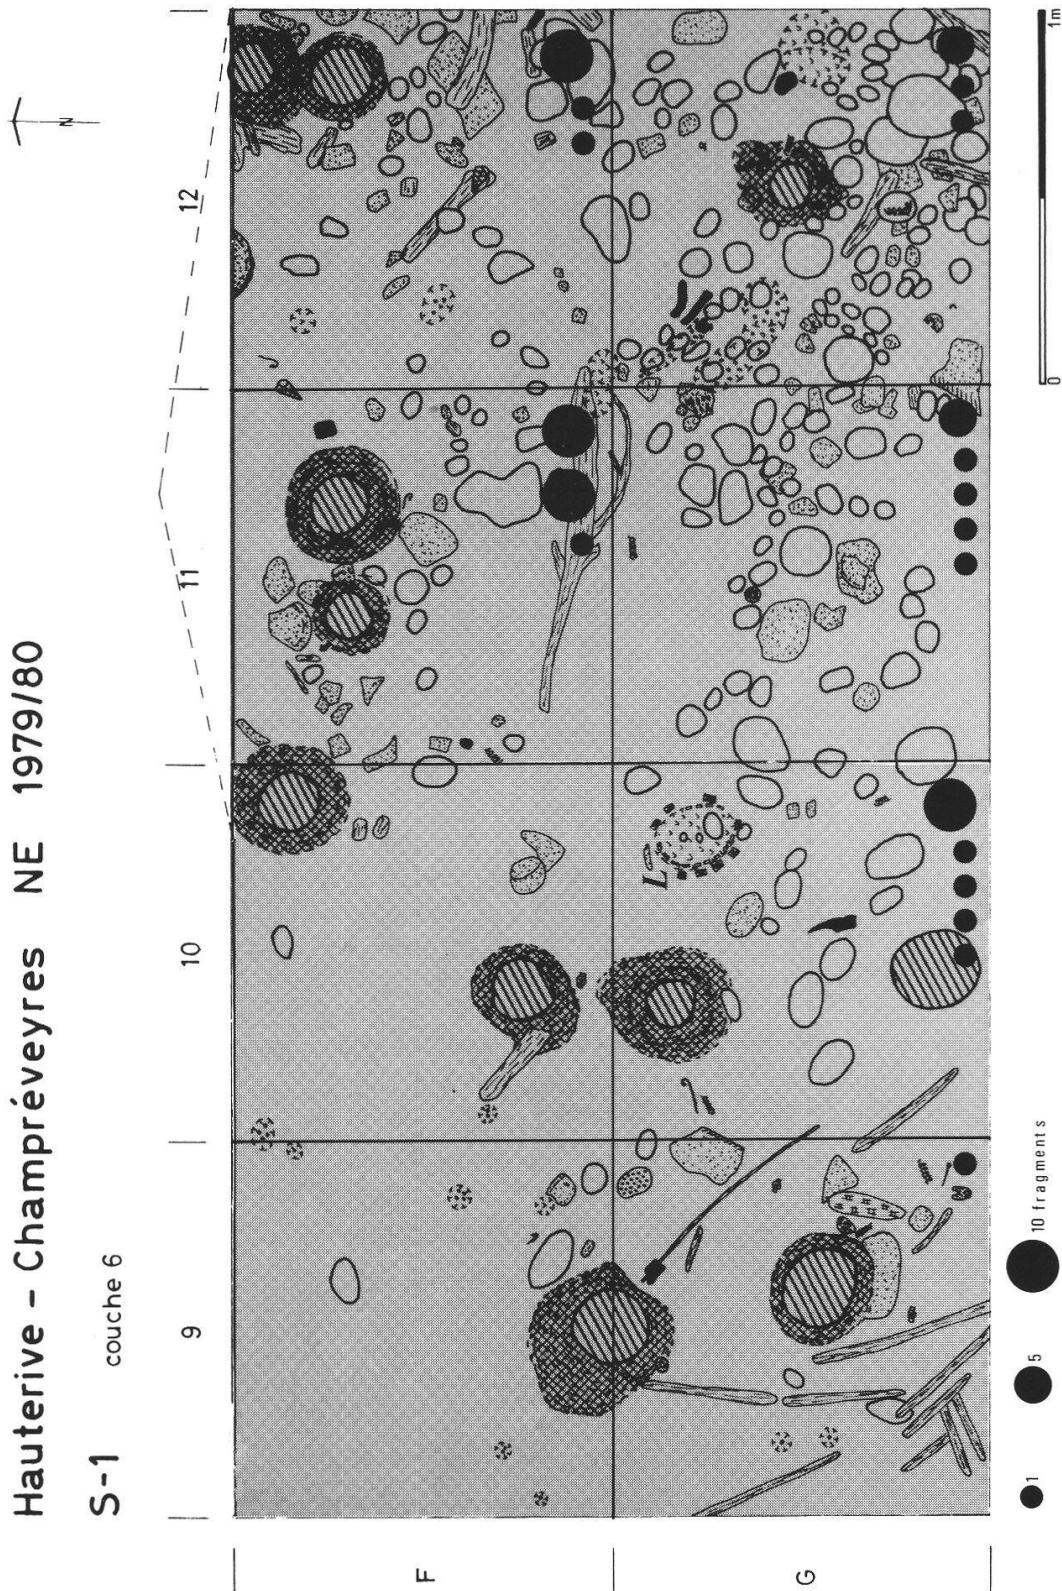 Hauterive – Champréveyres NE 1979/80
S-1 couche 6
N
9 10 11 12
F
G
L
1 5 10 fragments
0 1m